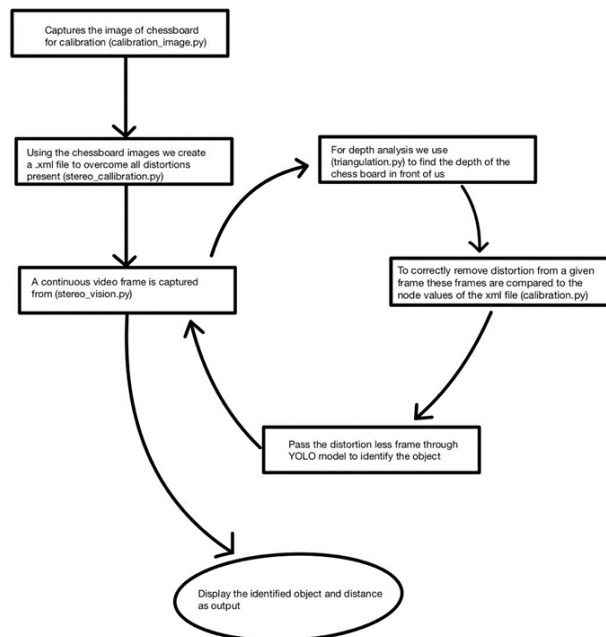 Captures the image of chessboard
for calibration (calibration_image.py)
Using the chessboard images we create
a .xml file to overcome all distortions
present (stereo_callibration.py)
For depth analysis we use
(triangulation.py) to find the depth of the
chess board in front of us
A continuous video frame is captured
from (stereo_vision.py)
To correctly remove distortion from a given
frame these frames are compared to the
node values of the xml file (calibration.py)
Pass the distortion less frame through
YOLO model to identify the object
Display the identified object and distance
as output